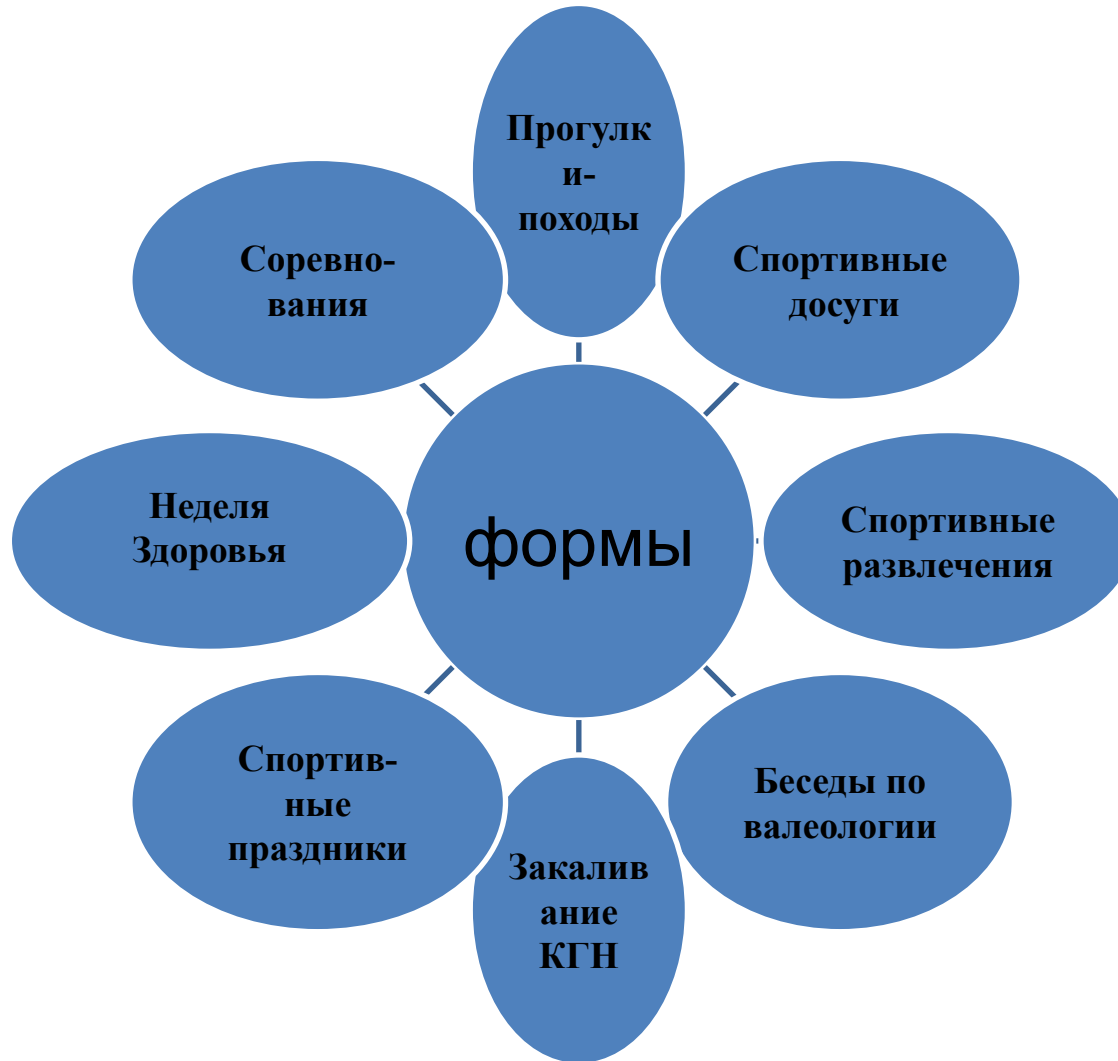 Прогулк
и-
походы
Соревно-
вания
Спортивные
досуги
Неделя
Здоровья
формы
Спортивные
развлечения
Спортив-
ные
праздники
Беседы по
валеологии
Закалив
ание
КГН